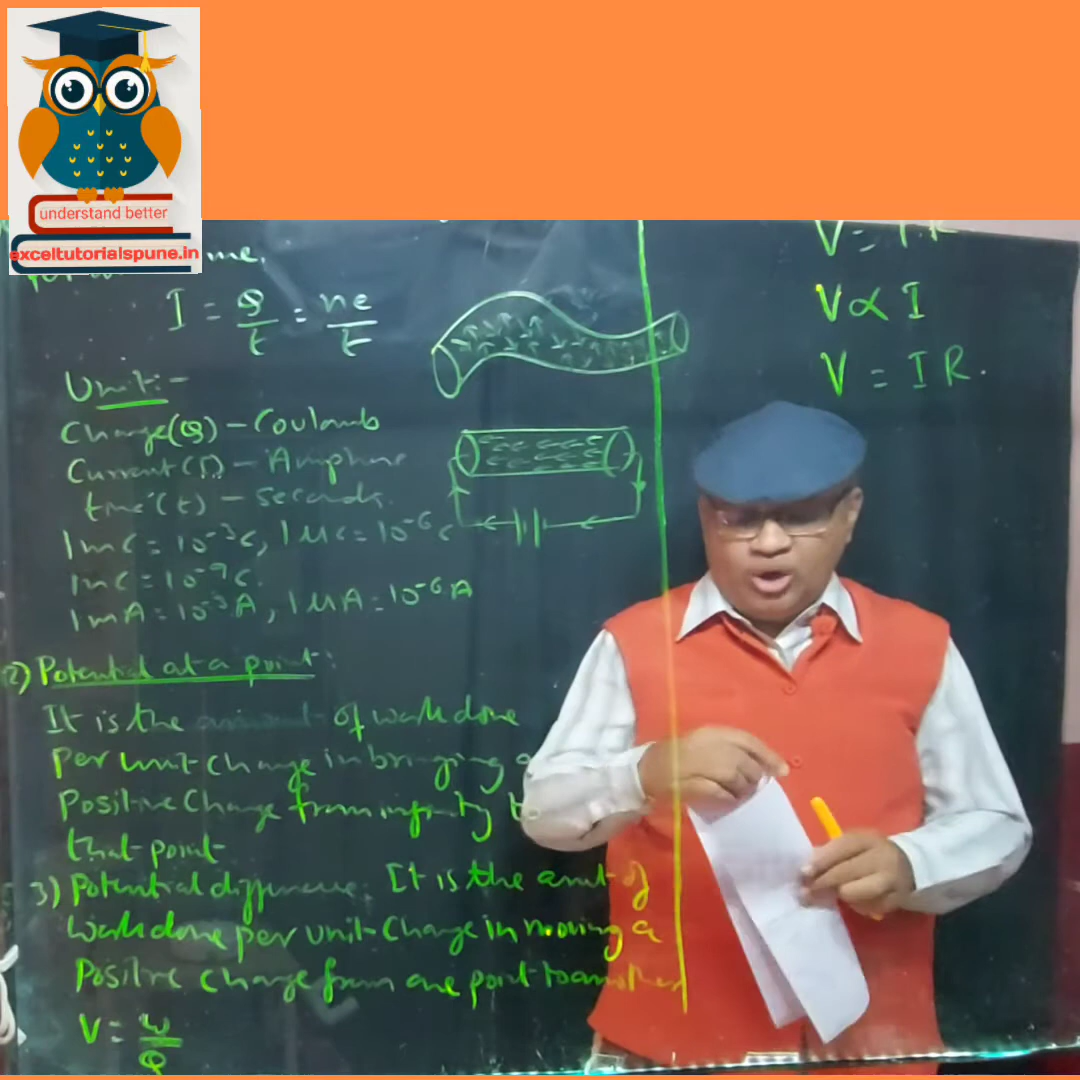 understand better
exceltutorialspune.in
me.
I = Q/t = ne/t
Unit:-
Charge(Q) - Coulomb
Current(I) - Amphere
time(t) - seconds.
1mC = 10⁻³C, 1μC = 10⁻⁶C
1nC = 10⁻⁹C.
1mA = 10⁻³A, 1μA = 10⁻⁶A
2) Potential at a point:
It is the amount of work done
per unit charge in bringing a
Positive Charge from infinity to
that point
3) Potential difference: It is the amt of
Work done per unit Charge in moving a
Positive Charge from one point to another
V = W/Q
V = I.R
V ∝ I
V = IR.